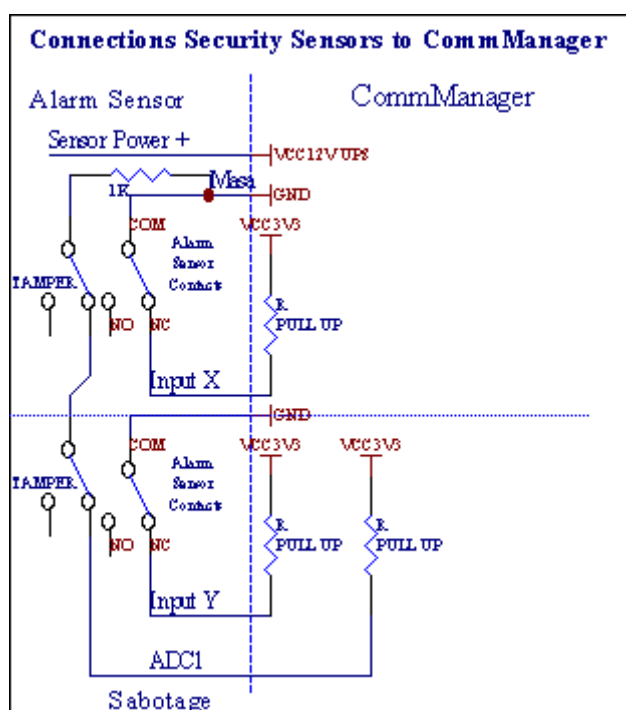 Connections Security Sensors to CommManager
Alarm Sensor
CommManager
Sensor Power +
VCC12V UPS
1K
Masa
GND
COM
VCC3V3
Alarm
Sensor
Contact
TAMPER
R
PULL UP
NO
NC
Input X
GND
COM
VCC3V3
VCC3V3
Alarm
Sensor
Contact
TAMPER
R
PULL UP
R
PULL UP
NO
NC
Input Y
ADC1
Sabotage